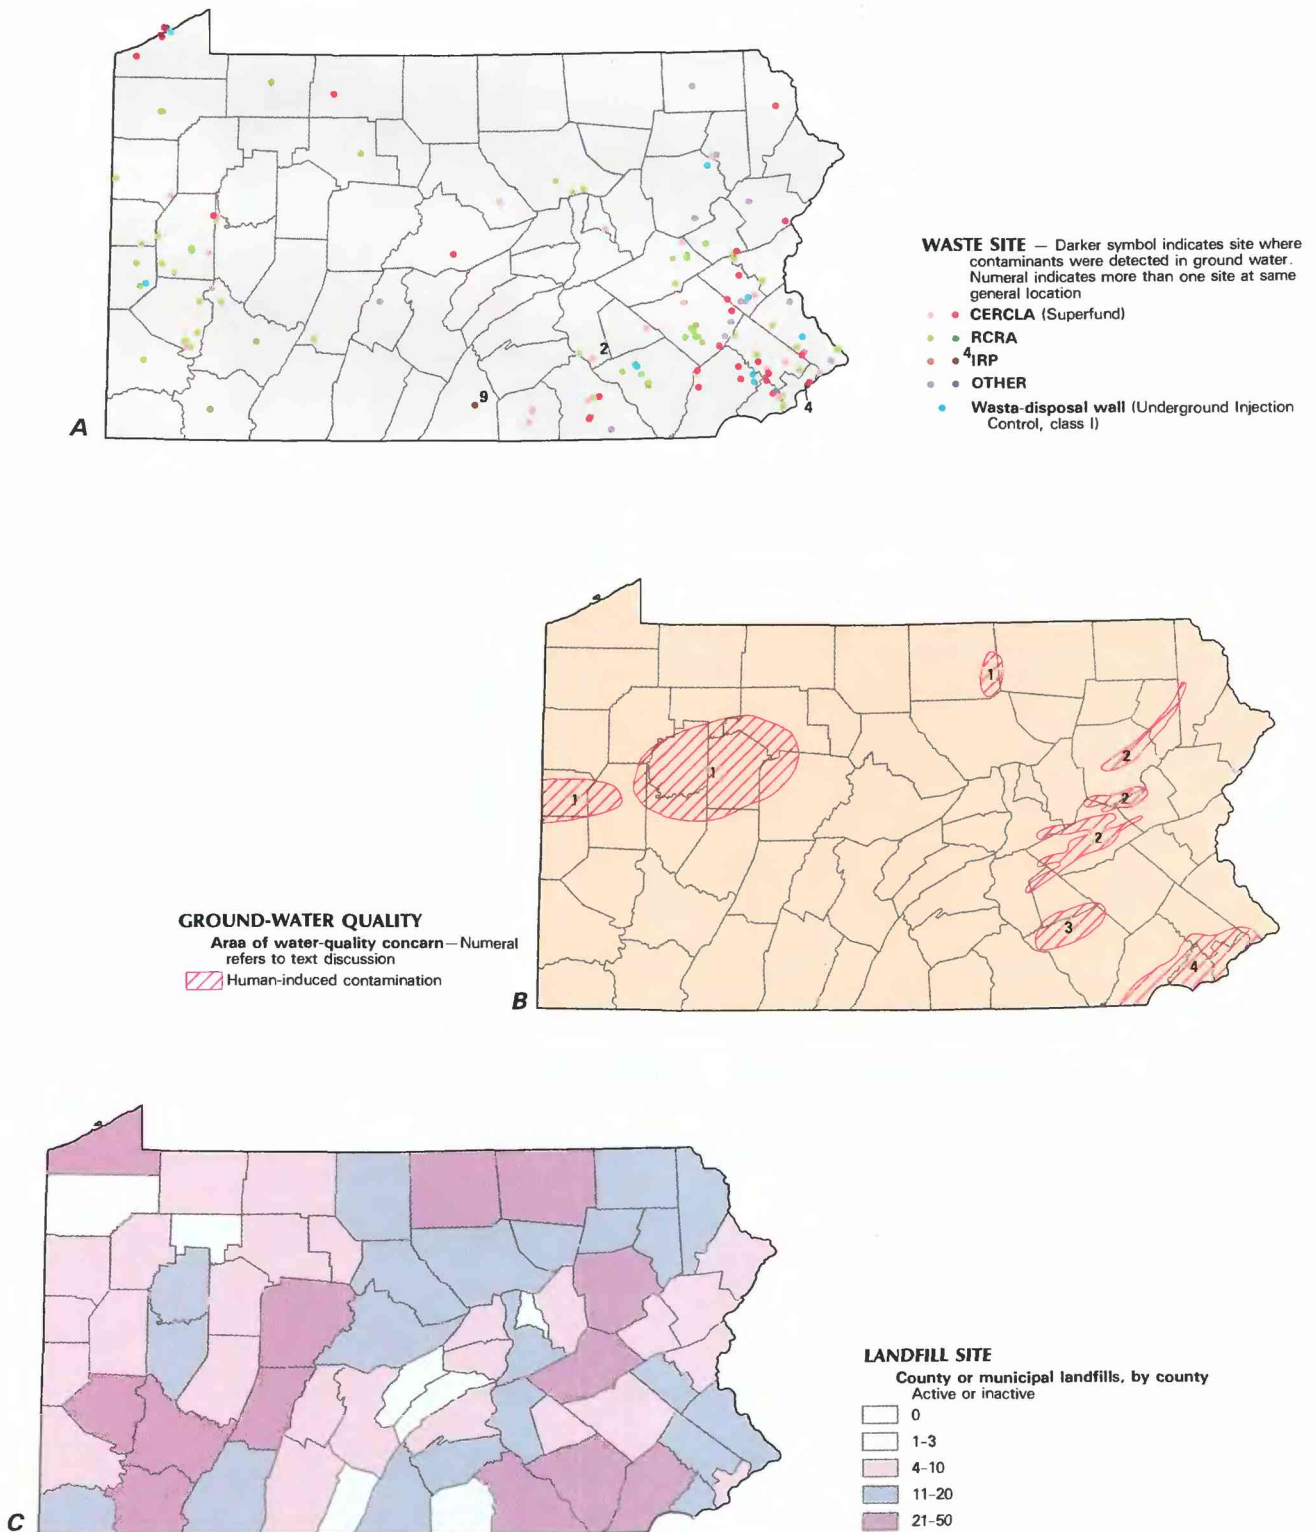 2
9
4
A
WASTE SITE — Darker symbol indicates site where
contaminants were detected in ground water.
Numeral indicates more than one site at same
general location
CERCLA (Superfund)
RCRA
4 IRP
OTHER
Wasta-disposal wall (Underground Injection
Control, class I)
1
1
1
2
2
2
3
4
B
GROUND-WATER QUALITY
Araa of water-quality concarn—Numeral
refers to text discussion
Human-induced contamination
C
LANDFILL SITE
County or municipal landfills, by county
Active or inactive
0
1-3
4-10
11-20
21-50